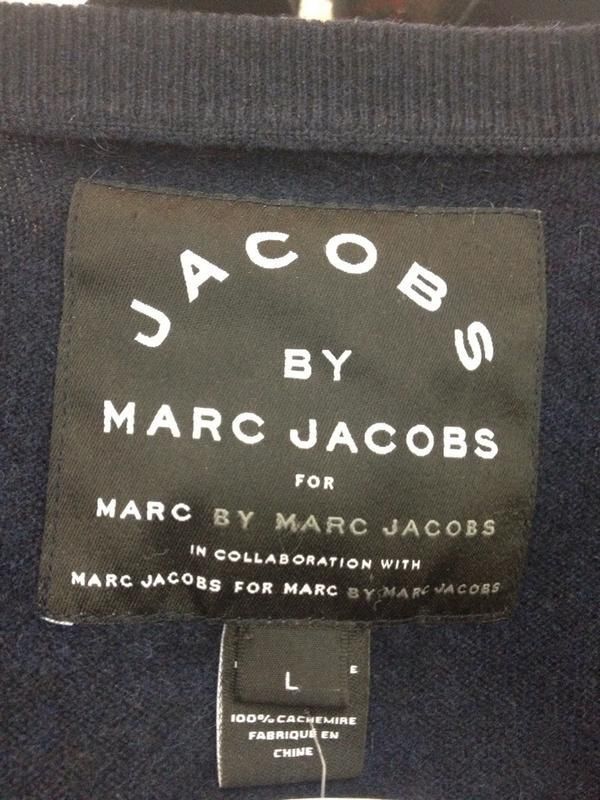 JACOBS
BY
MARC JACOBS
FOR
MARC BY MARC JACOBS
IN COLLABORATION WITH
MARC JACOBS FOR MARC BY MARC JACOBS
E
L
100% CACHEMIRE
FABRIQUÉ EN
CHINE